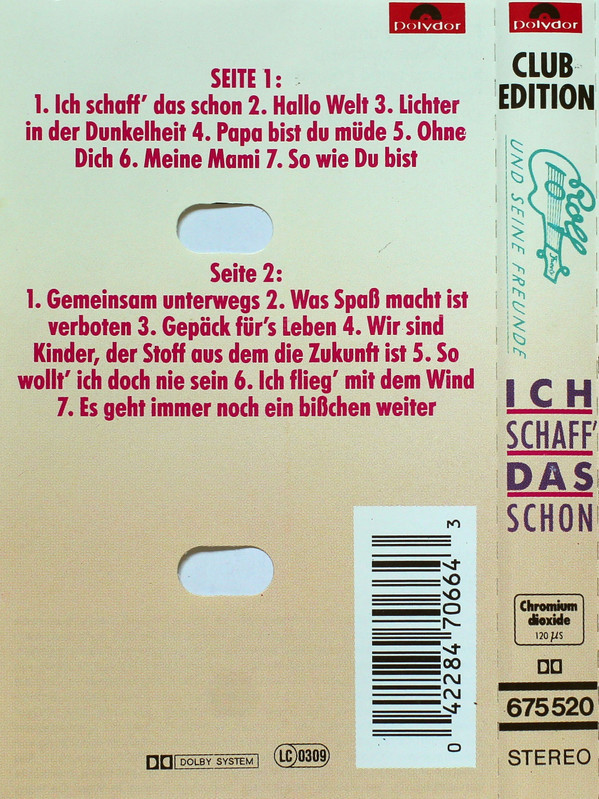 polydor
SEITE 1:
1. Ich schaff' das schon 2. Hallo Welt 3. Lichter
in der Dunkelheit 4. Papa bist du müde 5. Ohne
Dich 6. Meine Mami 7. So wie Du bist
Seite 2:
1. Gemeinsam unterwegs 2. Was Spaß macht ist
verboten 3. Gepäck für's Leben 4. Wir sind
Kinder, der Stoff aus dem die Zukunft ist 5. So
wollt' ich doch nie sein 6. Ich flieg' mit dem Wind
7. Es geht immer noch ein bißchen weiter
0 42284 70664 3
DOLBY SYSTEM
LC 0309
polydor
CLUB
EDITION
Rolf
UND SEINE FREUNDE
ICH
SCHAFF'
DAS
SCHON
Chromium
dioxide
120 µS
675520
STEREO